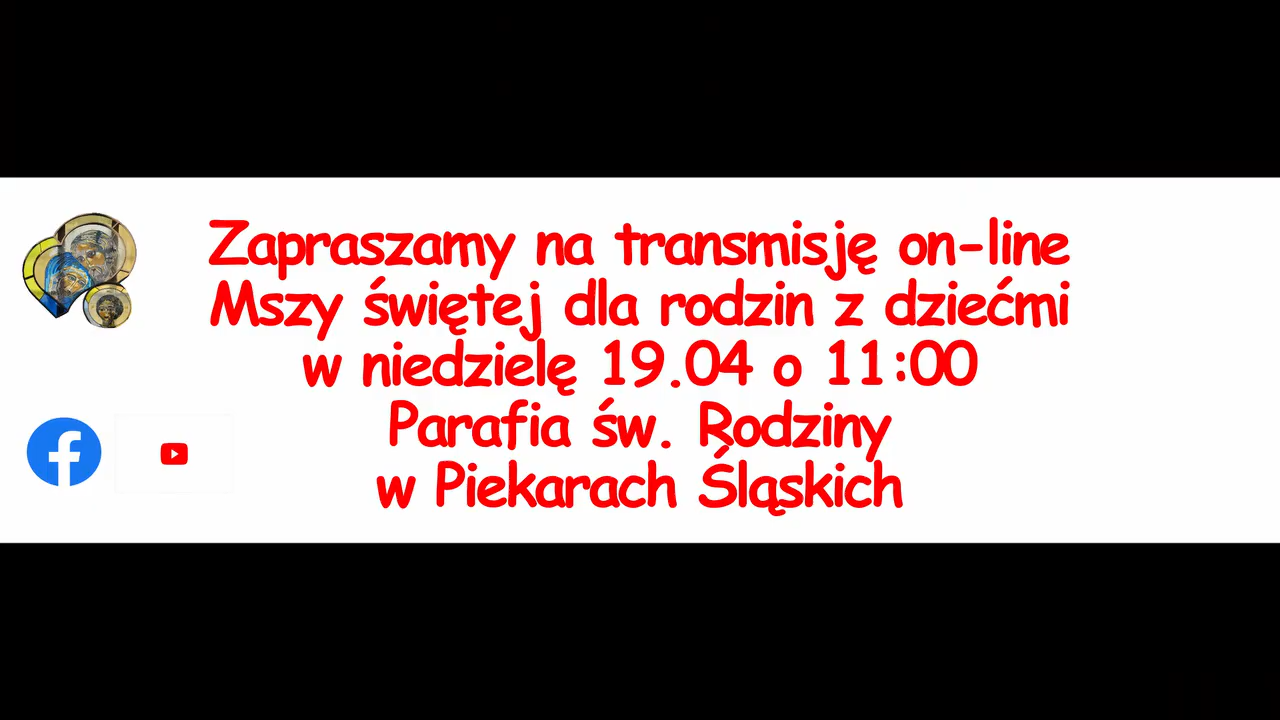 Zapraszamy na transmisję on-line
Mszy świętej dla rodzin z dziećmi
w niedzielę 19.04 o 11:00
Parafia św. Rodziny
w Piekarach Śląskich